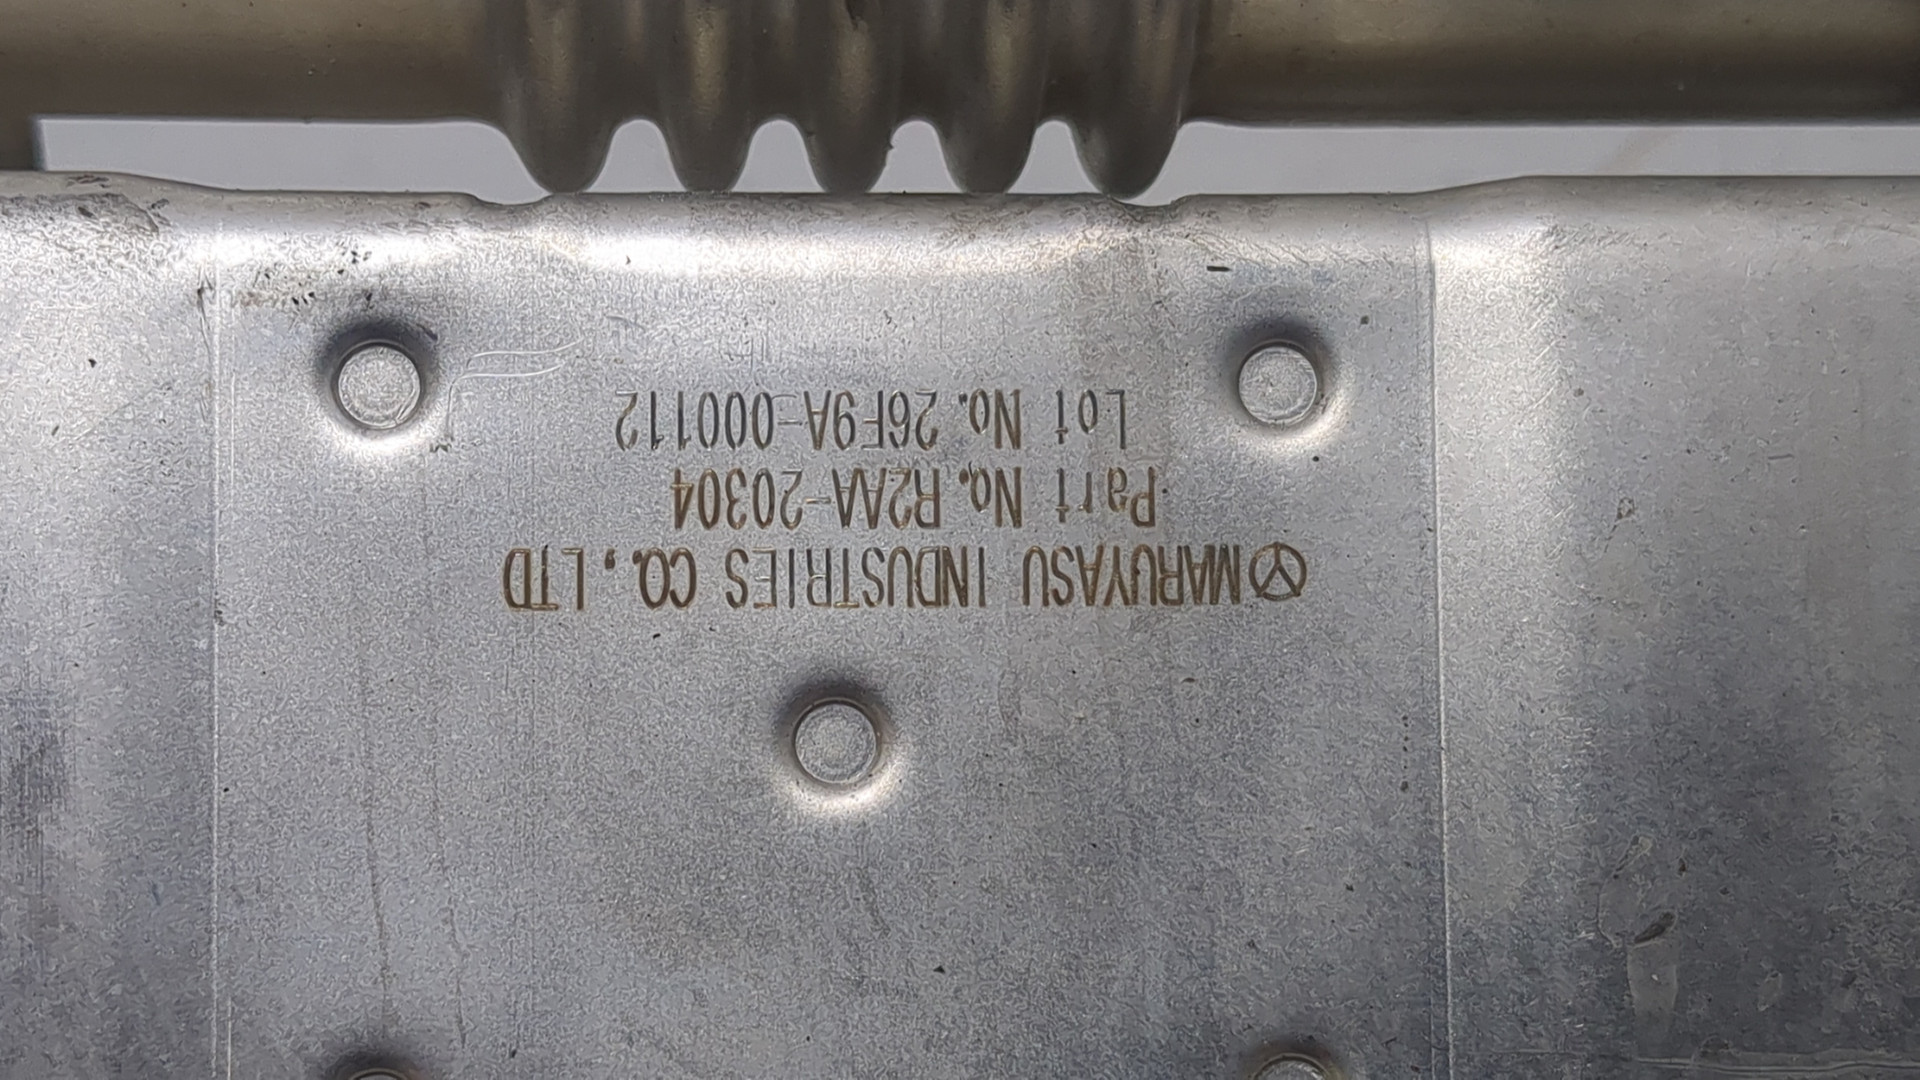 MARUYASU INDUSTRIES CO., LTD
Part No. R2AA-20304
Lot No. 26F9A-000112